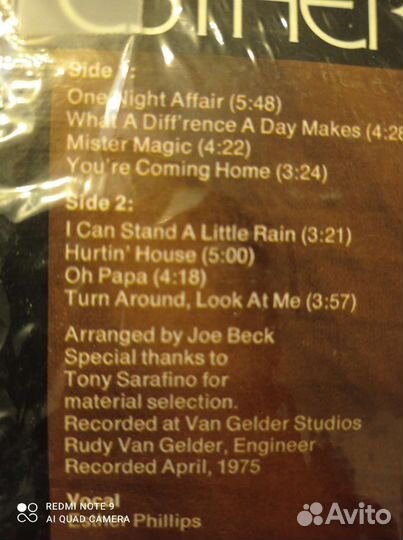 Side 1:
One Night Affair (5:48)
What A Diff'rence A Day Makes (4:28
Mister Magic (4:22)
You're Coming Home (3:24)
Side 2:
I Can Stand A Little Rain (3:21)
Hurtin' House (5:00)
Oh Papa (4:18)
Turn Around, Look At Me (3:57)
Arranged by Joe Beck
Special thanks to
Tony Sarafino for
material selection.
Recorded at Van Gelder Studios
Rudy Van Gelder, Engineer
Recorded April, 1975
Vocal
Esther Phillips
REDMI NOTE 9
AI QUAD CAMERA
Avito